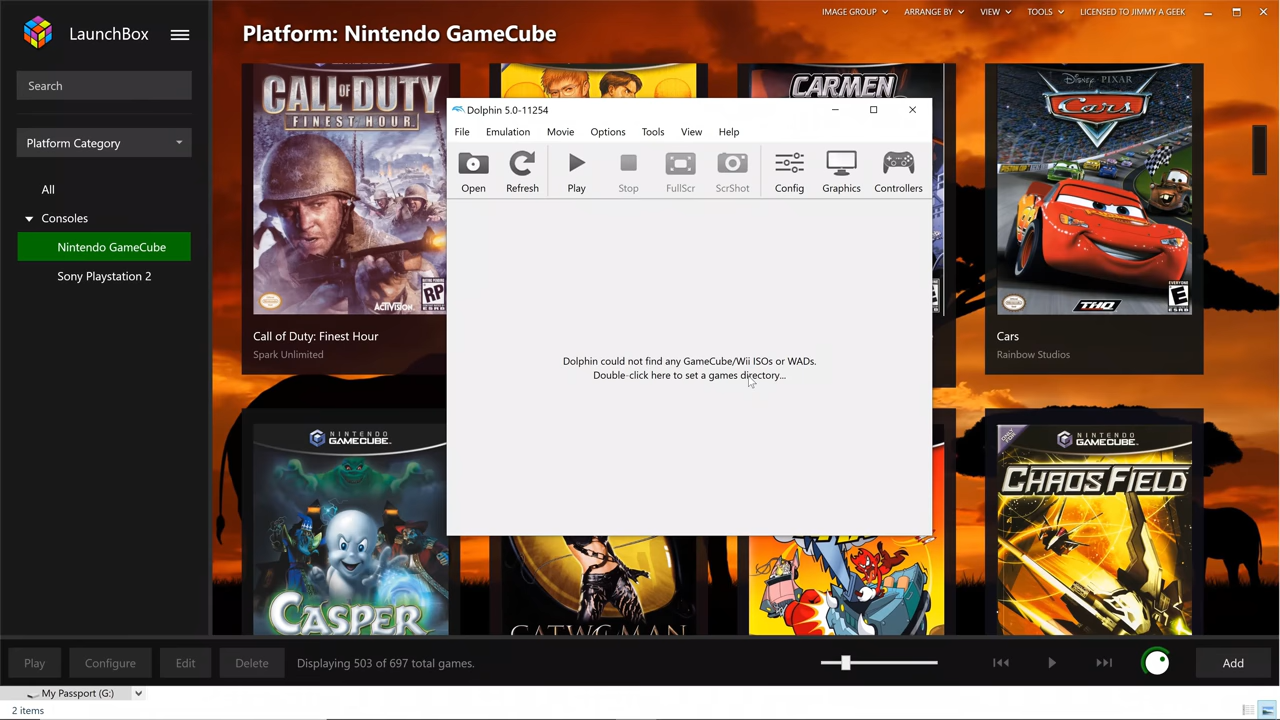 LaunchBox
Search
Platform Category
All
Consoles
Nintendo GameCube
Sony Playstation 2
IMAGE GROUP
ARRANGE BY
VIEW
TOOLS
LICENSED TO JIMMY A GEEK
Platform: Nintendo GameCube
CALL OF DUTY
FINEST HOUR
ACTIVISION
RP
Call of Duty: Finest Hour
Spark Unlimited
CARMEN
DISNEY PIXAR
Cars
THQ
EVERYONE
E
Cars
Rainbow Studios
Dolphin 5.0-11254
File
Emulation
Movie
Options
Tools
View
Help
Open
Refresh
Play
Stop
FullScr
ScrShot
Config
Graphics
Controllers
Dolphin could not find any GameCube/Wii ISOs or WADs.
Double-click here to set a games directory...
NINTENDO
GAMECUBE
CASPER
CATWOMAN
ONLY FOR
NINTENDO
GAMECUBE
CHAOS FIELD
Play
Configure
Edit
Delete
Displaying 503 of 697 total games.
Add
My Passport (G:)
2 items